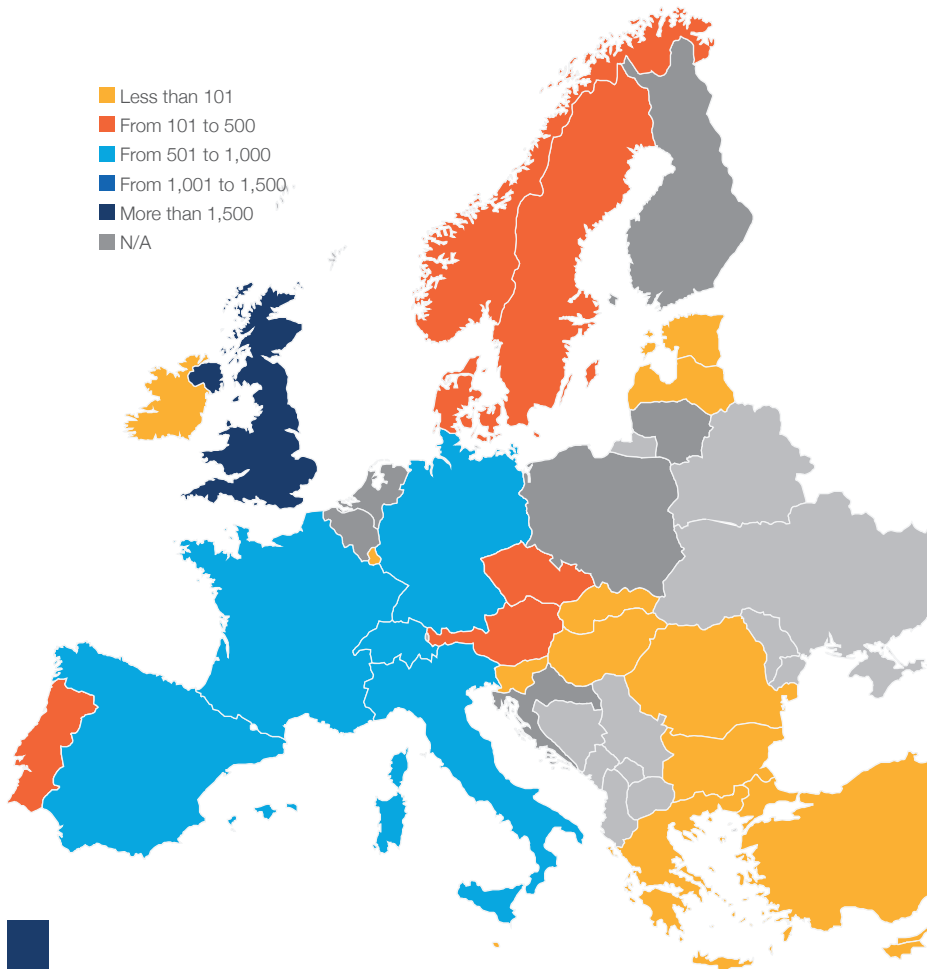 Less than 101
From 101 to 500
From 501 to 1,000
From 1,001 to 1,500
More than 1,500
N/A